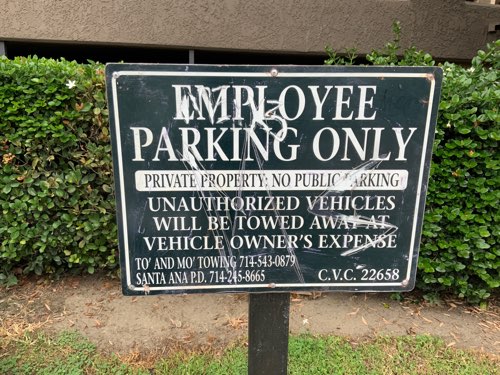 EMPLOYEE
PARKING ONLY
PRIVATE PROPERTY: NO PUBLIC PARKING
UNAUTHORIZED VEHICLES
WILL BE TOWED AWAY AT
VEHICLE OWNER'S EXPENSE
TO' AND MO' TOWING 714-543-0879
SANTA ANA P.D. 714-245-8665 C.V.C. 22658